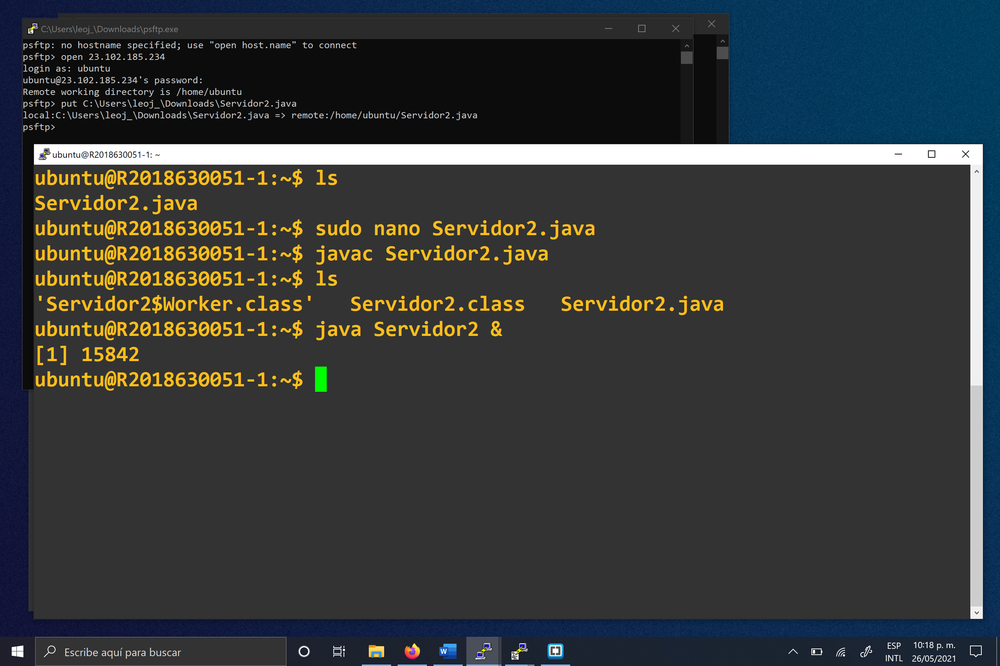 C:\Users\leoj_\Downloads\psftp.exe
psftp: no hostname specified; use "open host.name" to connect
psftp> open 23.102.185.234
login as: ubuntu
ubuntu@23.102.185.234's password:
Remote working directory is /home/ubuntu
psftp> put C:\Users\leoj_\Downloads\Servidor2.java
local:C:\Users\leoj_\Downloads\Servidor2.java => remote:/home/ubuntu/Servidor2.java
psftp>
ubuntu@R2018630051-1: ~
ubuntu@R2018630051-1:~$ ls
Servidor2.java
ubuntu@R2018630051-1:~$ sudo nano Servidor2.java
ubuntu@R2018630051-1:~$ javac Servidor2.java
ubuntu@R2018630051-1:~$ ls
'Servidor2$Worker.class'   Servidor2.class   Servidor2.java
ubuntu@R2018630051-1:~$ java Servidor2 &
[1] 15842
ubuntu@R2018630051-1:~$
Escribe aquí para buscar
W
ESP
INTL
10:18 p. m.
26/05/2021